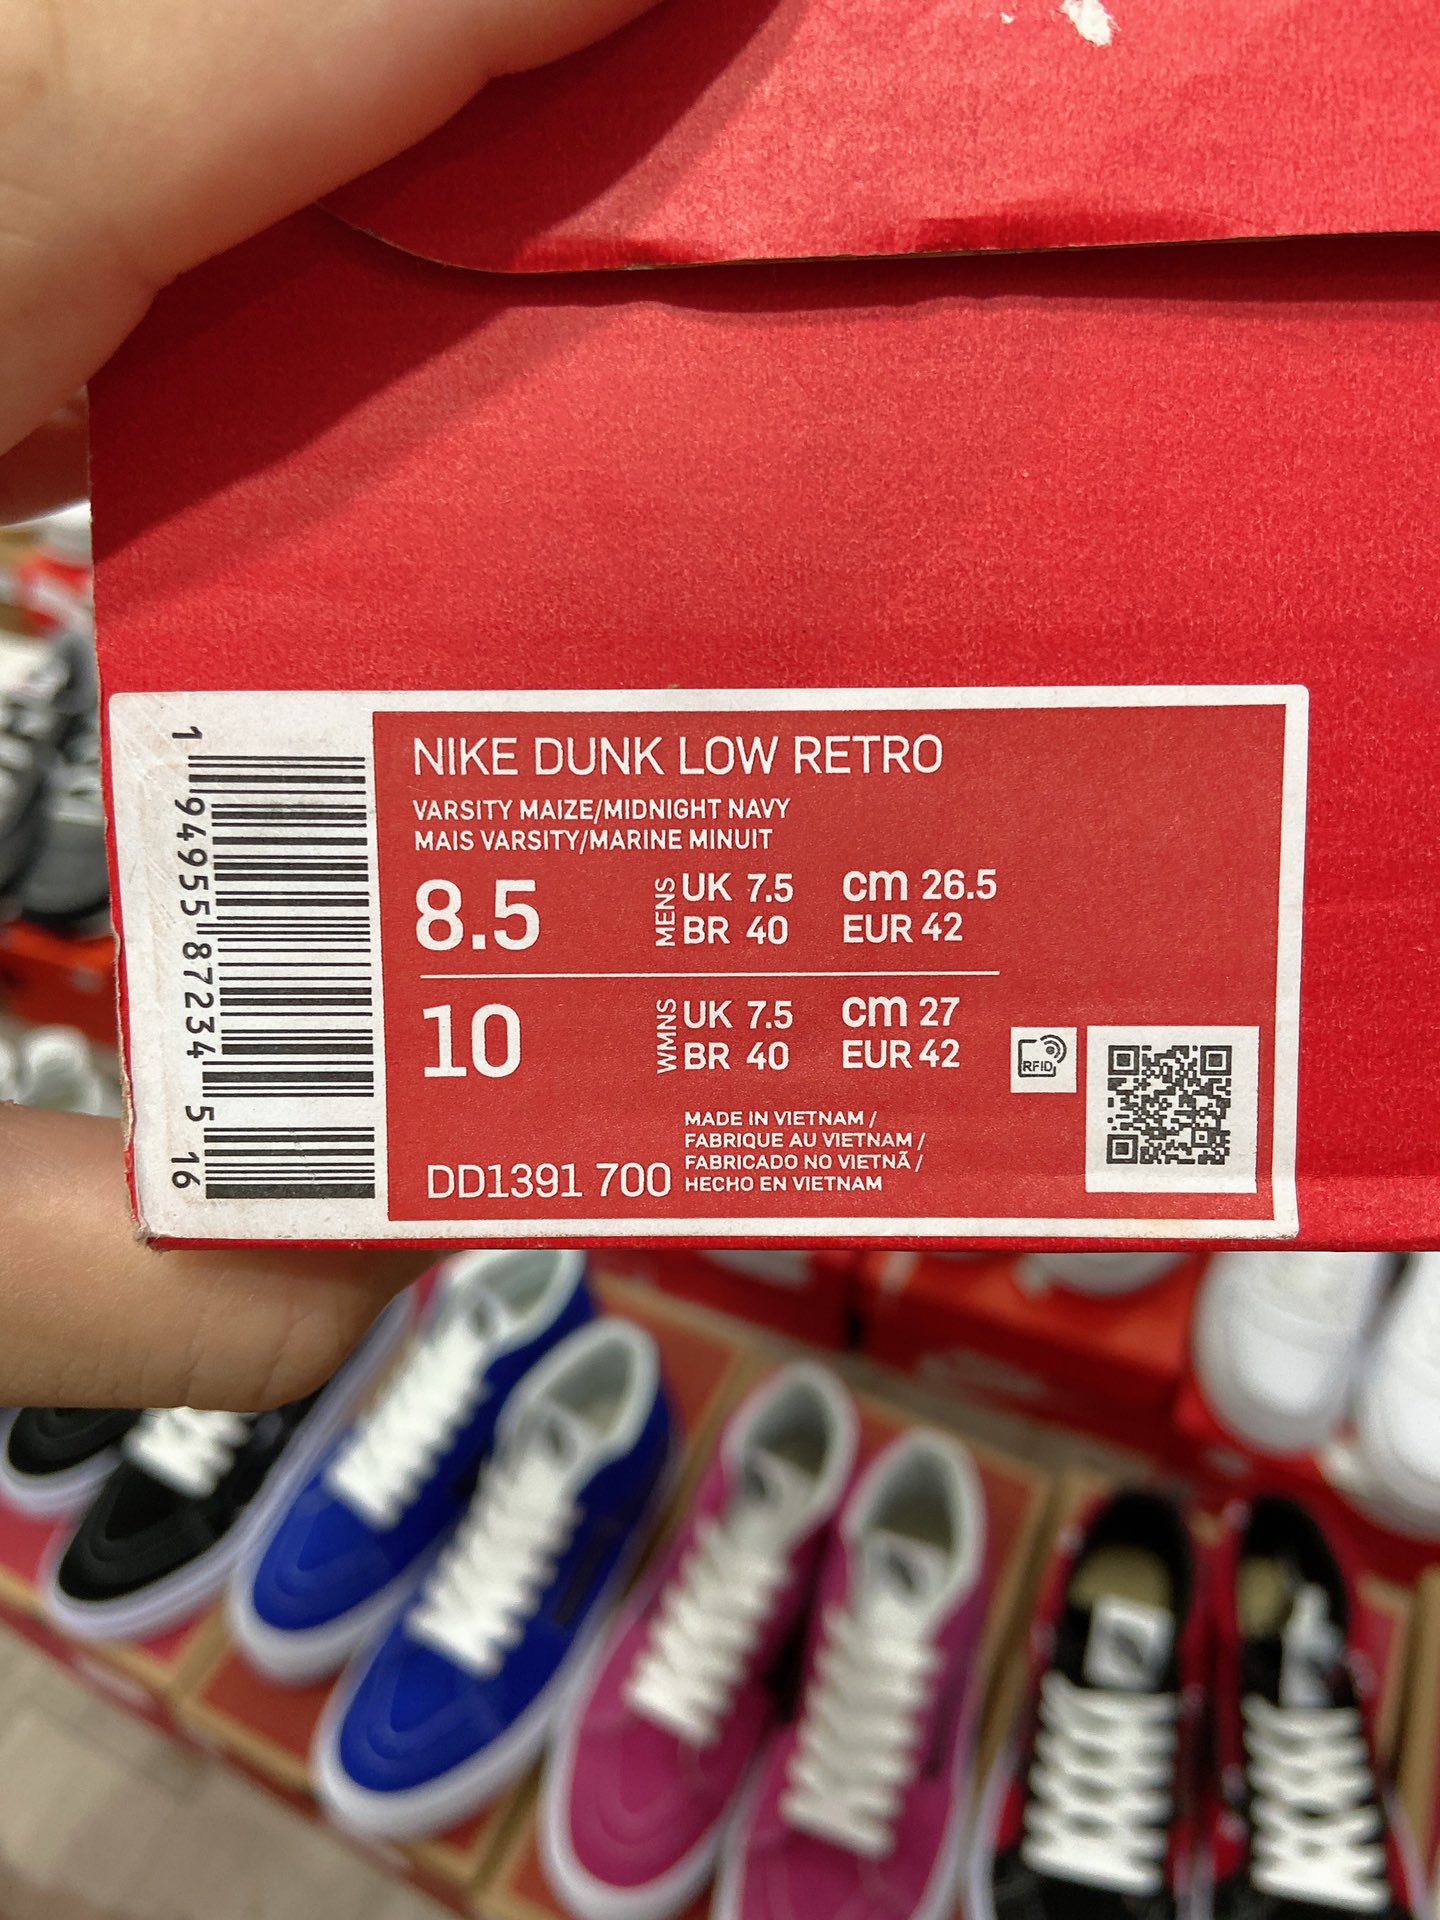 NIKE DUNK LOW RETRO
VARSITY MAIZE/MIDNIGHT NAVY
MAIS VARSITY/MARINE MINUIT
8.5 MENS UK 7.5 cm 26.5
BR 40 EUR 42
10 WMNS UK 7.5 cm 27
BR 40 EUR 42
RFID
MADE IN VIETNAM /
FABRIQUE AU VIETNAM /
FABRICADO NO VIETNÃ /
HECHO EN VIETNAM
DD1391 700
1 94955 87234 5 16